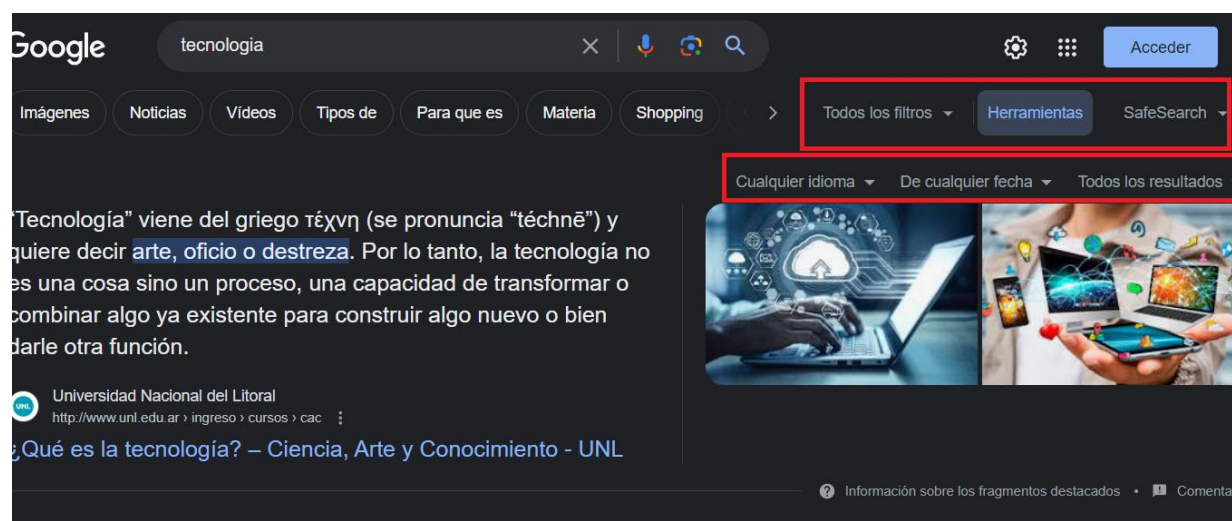 Google
tecnologia
Acceder
Imágenes
Noticias
Vídeos
Tipos de
Para que es
Materia
Shopping
Todos los filtros
Herramientas
SafeSearch
Cualquier idioma
De cualquier fecha
Todos los resultados
“Tecnología” viene del griego τέχνη (se pronuncia “téchnē”) y
quiere decir arte, oficio o destreza. Por lo tanto, la tecnología no
es una cosa sino un proceso, una capacidad de transformar o
combinar algo ya existente para construir algo nuevo o bien
darle otra función.
UNL
Universidad Nacional del Litoral
http://www.unl.edu.ar › ingreso › cursos › cac
¿Qué es la tecnología? – Ciencia, Arte y Conocimiento - UNL
Información sobre los fragmentos destacados • Comenta